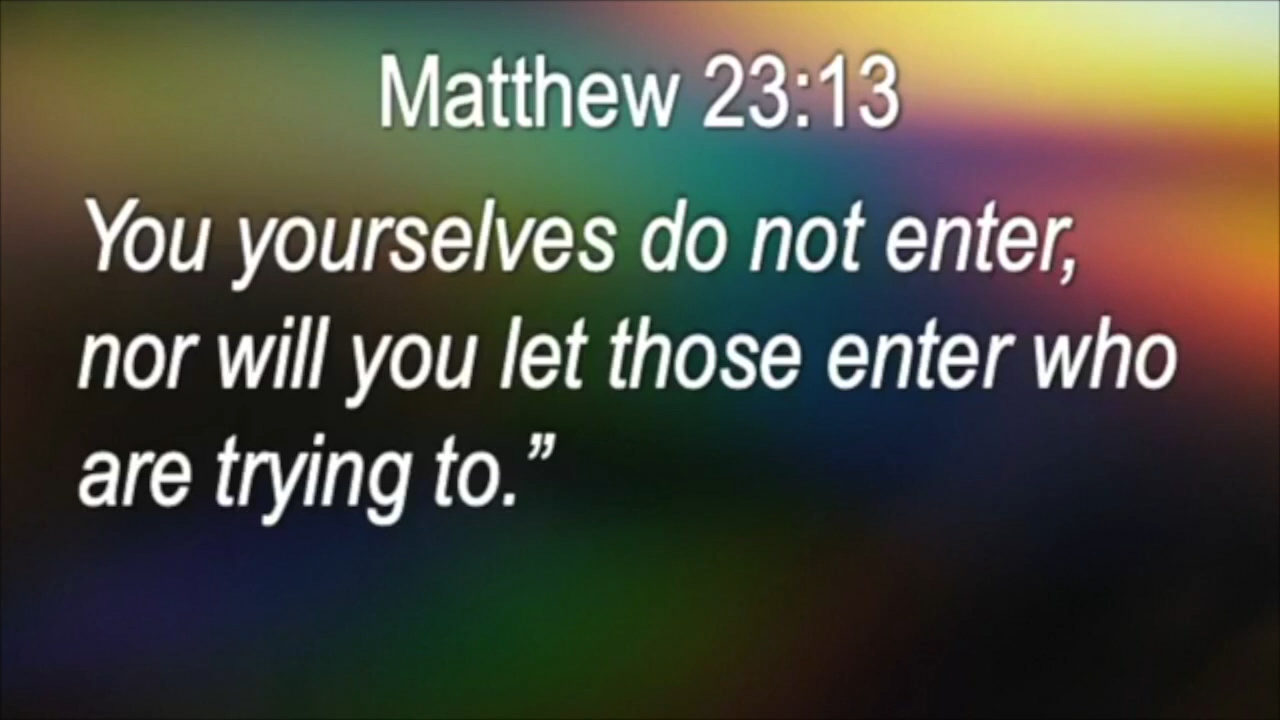 Matthew 23:13
You yourselves do not enter,
nor will you let those enter who
are trying to.”